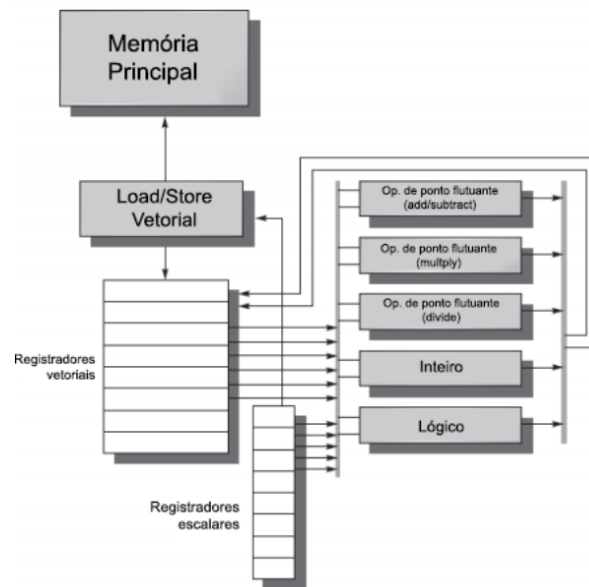 Memória
Principal
Load/Store
Vetorial
Registradores
vetoriais
Registradores
escalares
Op. de ponto flutuante
(add/subtract)
Op. de ponto flutuante
(multply)
Op. de ponto flutuante
(divide)
Inteiro
Lógico